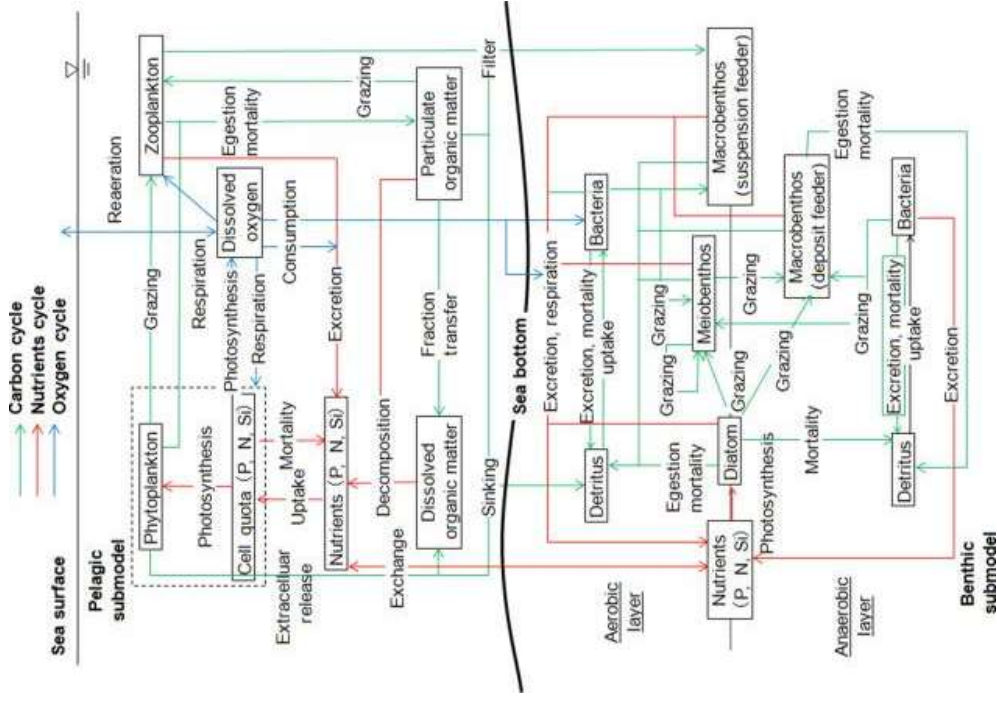 Carbon cycle
Nutrients cycle
Oxygen cycle
Sea surface
Pelagic
submodel
Reaeration
Phytoplankton
Grazing
Zooplankton
Photosynthesis
Respiration
Egestion
mortality
Grazing
Cell quota (P, N, Si)
Photosynthesis
Respiration
Dissolved
oxygen
Consumption
Extracelluar
release
Uptake
Mortality
Excretion
Nutrients (P, N, Si)
Exchange
Decomposition
Dissolved
organic matter
Fraction
transfer
Particulate
organic matter
Sinking
Filter
Sea bottom
Excretion, respiration
Aerobic
layer
Detritus
Excretion, mortality
uptake
Bacteria
Egestion
mortality
Grazing
Grazing
Meiobenthos
Macrobenthos
(suspension feeder)
Nutrients
(P, N, Si)
Diatom
Grazing
Grazing
Photosynthesis
Grazing
Macrobenthos
(deposit feeder)
Mortality
Egestion
mortality
Anaerobic
layer
Grazing
Detritus
Excretion, mortality
uptake
Bacteria
Excretion
Benthic
submodel